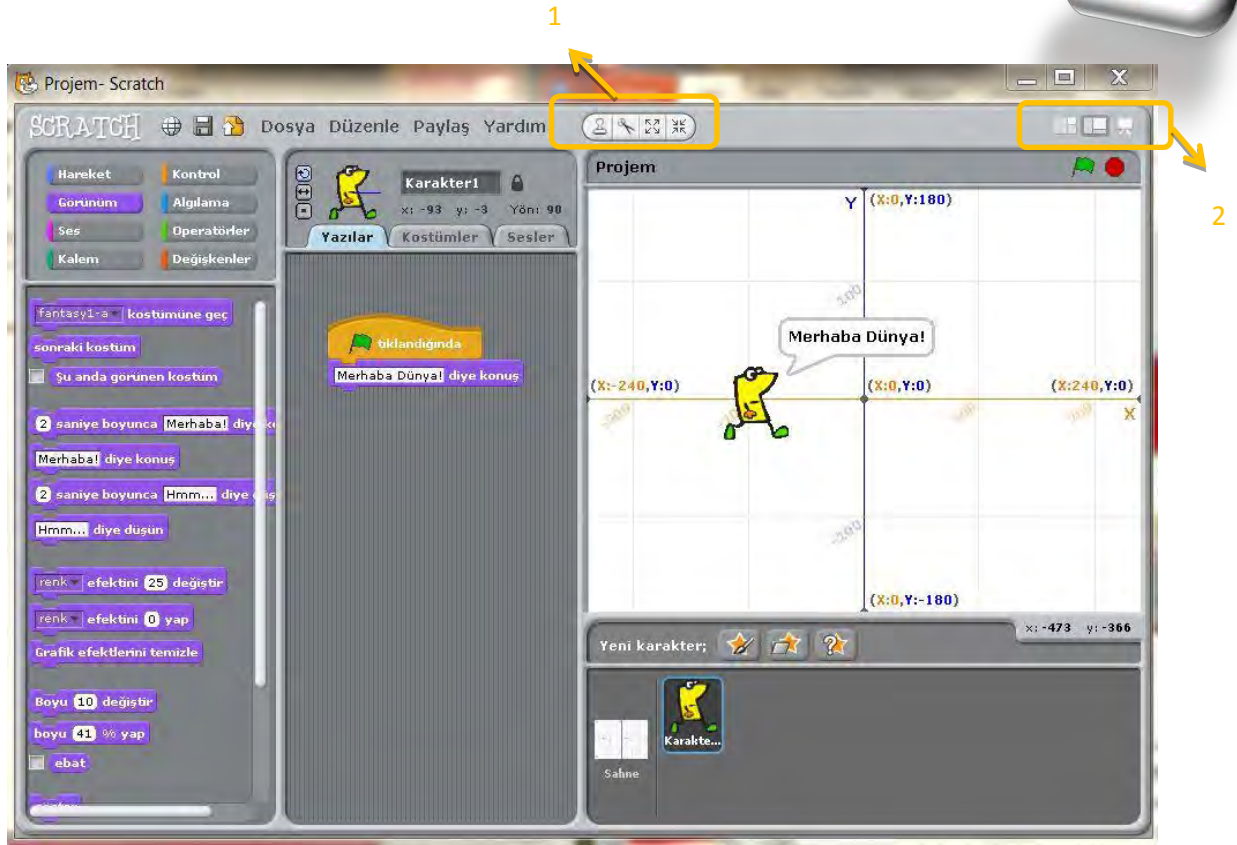 1
Projem- Scratch
SCRATCH Dosya Düzenle Paylaş Yardım
2
Hareket Kontrol
Görünüm Algılama
Ses Operatörler
Kalem Değişkenler
Karakter1
x: -93 y: -3 Yön: 90
Yazılar Kostümler Sesler
fantasy1-a kostümüne geç
sonraki kostüm
Şu anda görünen kostüm
2 saniye boyunca Merhaba! diye
Merhaba! diye konuş
2 saniye boyunca Hmm... diye
Hmm... diye düşün
renk efektini 25 değiştir
renk efektini 0 yap
Grafik efektlerini temizle
Boyu 10 değiştir
boyu 41 % yap
ebat
tıklandığında
Merhaba Dünya! diye konuş
Projem
Y (X:0,Y:180)
100
Merhaba Dünya!
(X:-240,Y:0) (X:0,Y:0) (X:240,Y:0)
X
-100
(X:0,Y:-180)
x: -473 y: -366
Yeni karakter;
Karakte...
Sahne